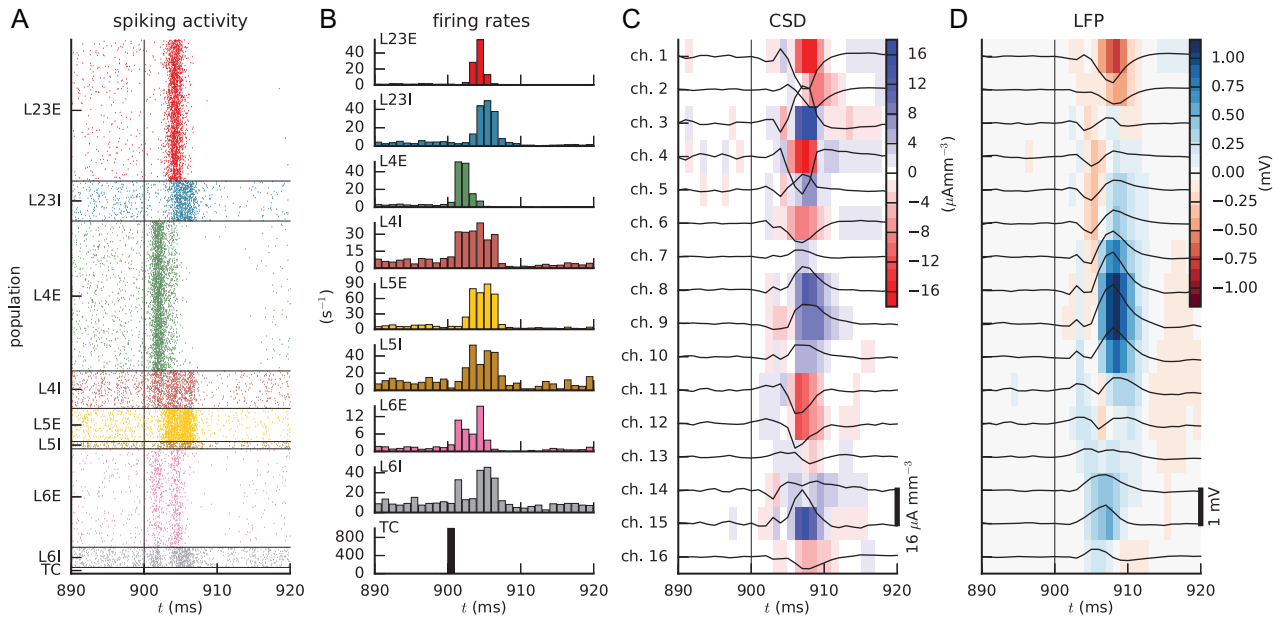 A
spiking activity
population
L23E
L23I
L4E
L4I
L5E
L5I
L6E
L6I
TC
890 900 910 920
t (ms)
B
firing rates
(s⁻¹)
L23E
40
20
0
L23I
40
20
0
L4E
40
20
0
L4I
30
15
0
L5E
90
60
30
0
L5I
40
20
0
L6E
12
6
0
L6I
40
20
0
TC
800
400
0
890 900 910 920
t (ms)
C
CSD
ch. 1
ch. 2
ch. 3
ch. 4
ch. 5
ch. 6
ch. 7
ch. 8
ch. 9
ch. 10
ch. 11
ch. 12
ch. 13
ch. 14
ch. 15
ch. 16
16
12
8
4
0
−4
−8
−12
−16
(μAmm⁻³)
16 μA mm⁻³
890 900 910 920
t (ms)
D
LFP
1.00
0.75
0.50
0.25
0.00
−0.25
−0.50
−0.75
−1.00
(mV)
1 mV
890 900 910 920
t (ms)